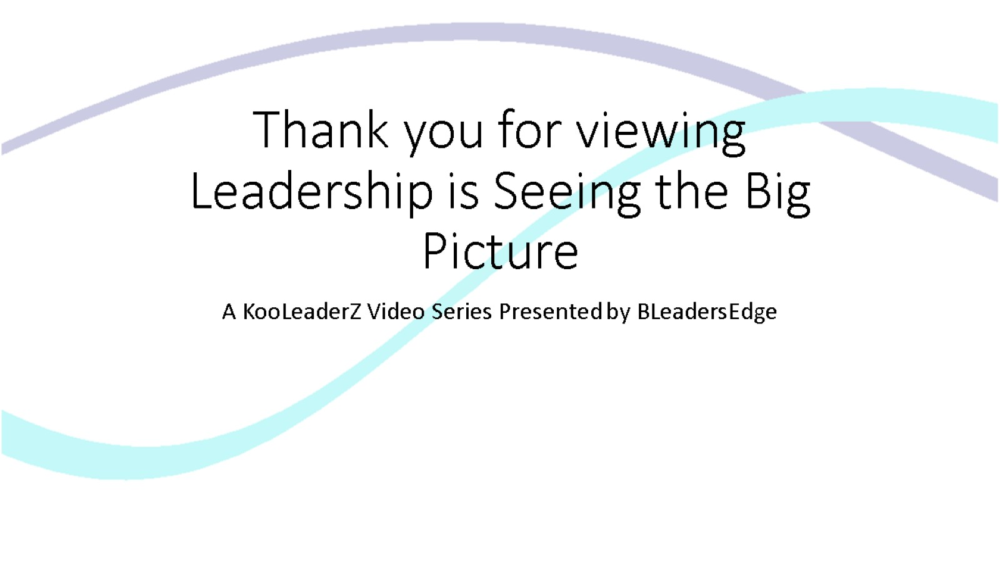 Thank you for viewing
Leadership is Seeing the Big
Picture
A KooLeaderZ Video Series Presented by BLeadersEdge